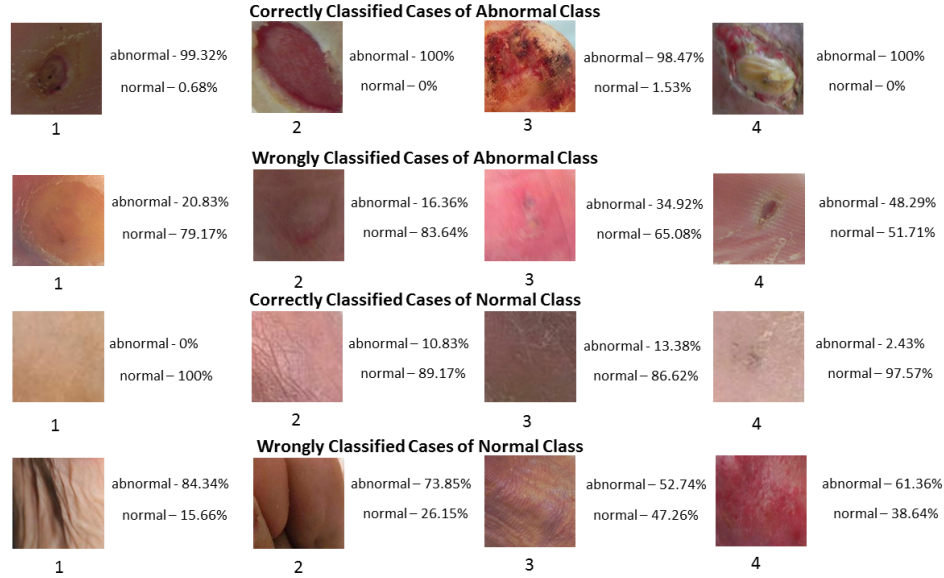 Correctly Classified Cases of Abnormal Class
abnormal - 99.32%
normal – 0.68%
1
abnormal - 100%
normal – 0%
2
abnormal – 98.47%
normal – 1.53%
3
abnormal – 100%
normal – 0%
4
Wrongly Classified Cases of Abnormal Class
abnormal - 20.83%
normal – 79.17%
1
abnormal - 16.36%
normal – 83.64%
2
abnormal - 34.92%
normal – 65.08%
3
abnormal - 48.29%
normal – 51.71%
4
Correctly Classified Cases of Normal Class
abnormal - 0%
normal – 100%
1
abnormal – 10.83%
normal – 89.17%
2
abnormal - 13.38%
normal – 86.62%
3
abnormal - 2.43%
normal – 97.57%
4
Wrongly Classified Cases of Normal Class
abnormal - 84.34%
normal – 15.66%
1
abnormal – 73.85%
normal – 26.15%
2
abnormal – 52.74%
normal – 47.26%
3
abnormal – 61.36%
normal – 38.64%
4